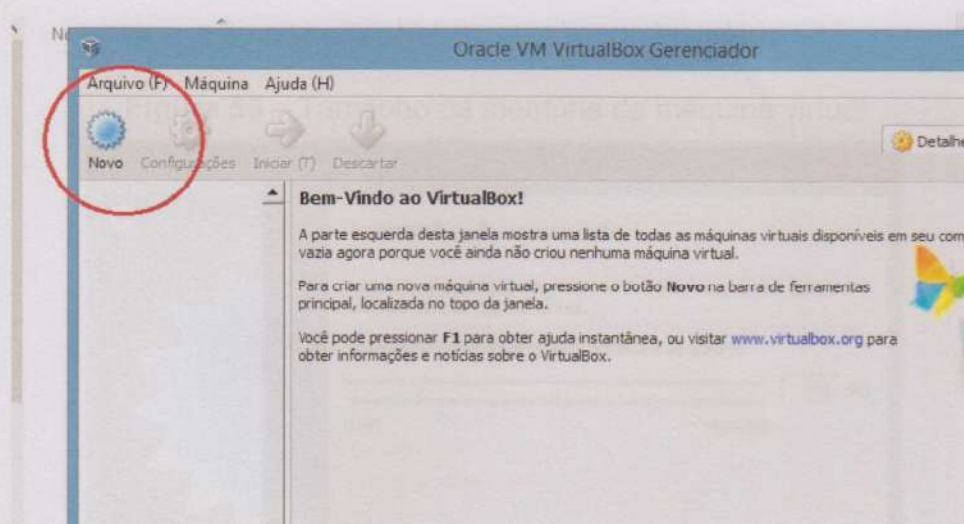 Oracle VM VirtualBox Gerenciador
Arquivo (F) Máquina Ajuda (H)
Novo Configurações Iniciar (T) Descartar
Detalhe
Bem-Vindo ao VirtualBox!
A parte esquerda desta janela mostra uma lista de todas as máquinas virtuais disponíveis em seu com
vazia agora porque você ainda não criou nenhuma máquina virtual.
Para criar uma nova máquina virtual, pressione o botão Novo na barra de ferramentas
principal, localizada no topo da janela.
Você pode pressionar F1 para obter ajuda instantânea, ou visitar www.virtualbox.org para
obter informações e notícias sobre o VirtualBox.